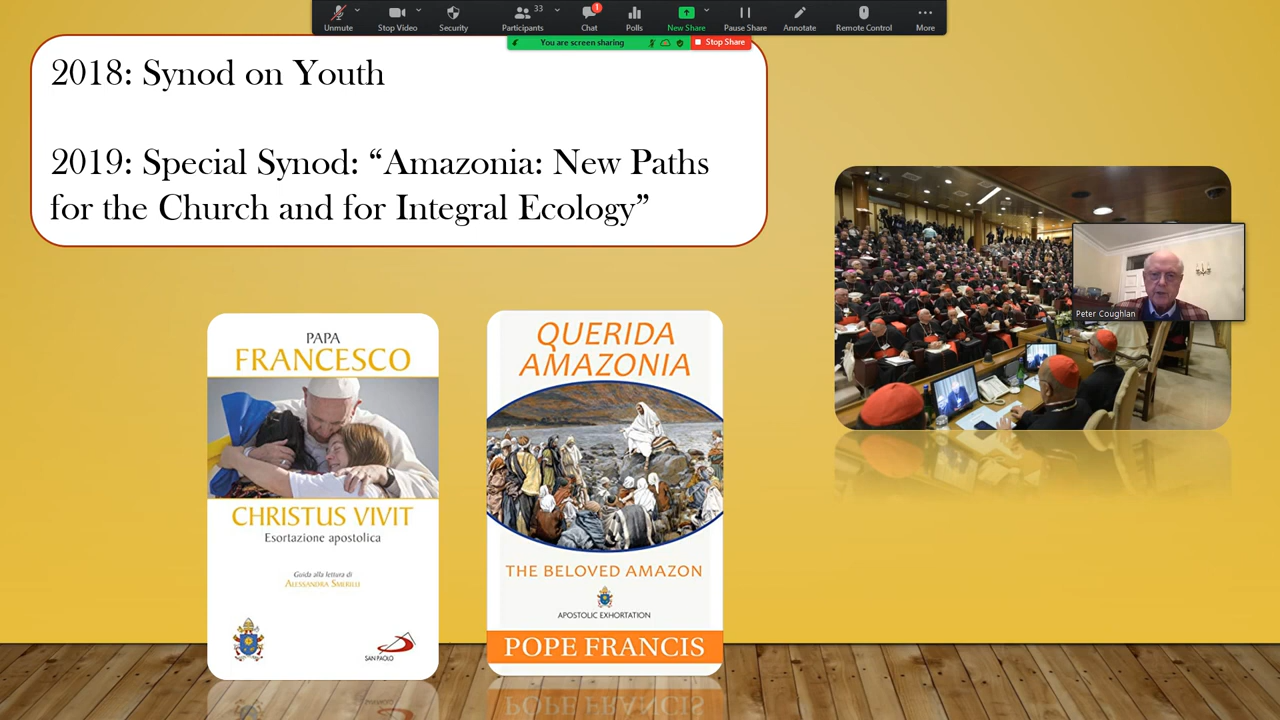 Unmute
Stop Video
Security
Participants
33
Chat
1
Polls
New Share
Pause Share
Annotate
Remote Control
More
You are screen sharing
Stop Share
2018: Synod on Youth
2019: Special Synod: “Amazonia: New Paths
for the Church and for Integral Ecology”
Peter Coughlan
PAPA
FRANCESCO
CHRISTUS VIVIT
Esortazione apostolica
Guida alla lettura di
ALESSANDRA SMERILLI
SAN PAOLO
QUERIDA
AMAZONIA
THE BELOVED AMAZON
APOSTOLIC EXHORTATION
POPE FRANCIS